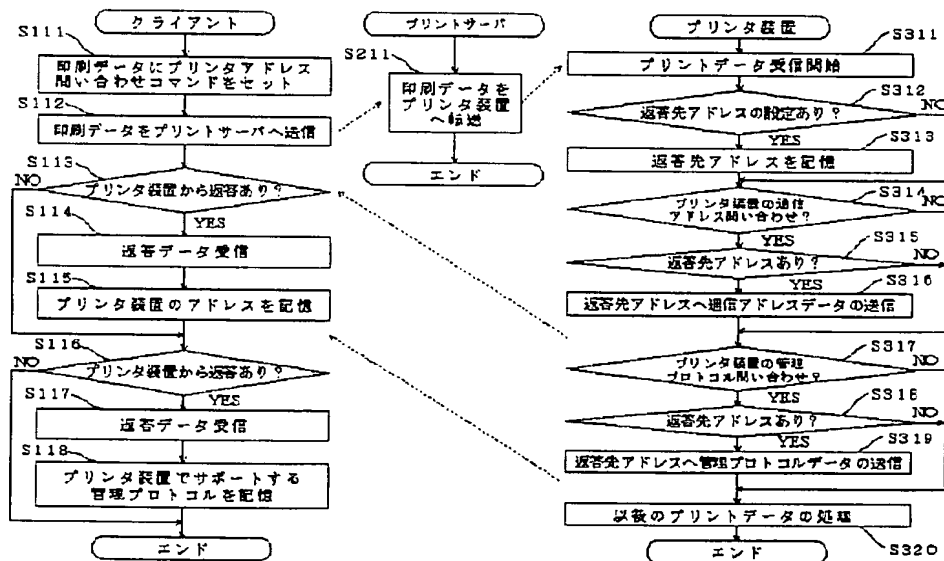 クライアント
S111
印刷データにプリンタアドレス
問い合わせコマンドをセット
S112
印刷データをプリントサーバへ送信
S113
NO
プリンタ装置から返答あり?
YES
S114
返答データ受信
S115
プリンタ装置のアドレスを記憶
S116
NO
プリンタ装置から返答あり?
YES
S117
返答データ受信
S118
プリンタ装置でサポートする
管理プロトコルを記憶
エンド
プリントサーバ
S211
印刷データを
プリンタ装置
へ転送
エンド
プリンタ装置
S311
プリントデータ受信開始
S312
返答先アドレスの設定あり?
NO
YES
S313
返答先アドレスを記憶
S314
プリンタ装置の通信
アドレス問い合わせ?
NO
YES
S315
返答先アドレスあり?
NO
YES
S316
返答先アドレスへ通信アドレスデータの送信
S317
プリンタ装置の管理
プロトコル問い合わせ?
NO
YES
S318
返答先アドレスあり?
NO
YES
S319
返答先アドレスへ管理プロトコルデータの送信
以後のプリントデータの処理
S320
エンド